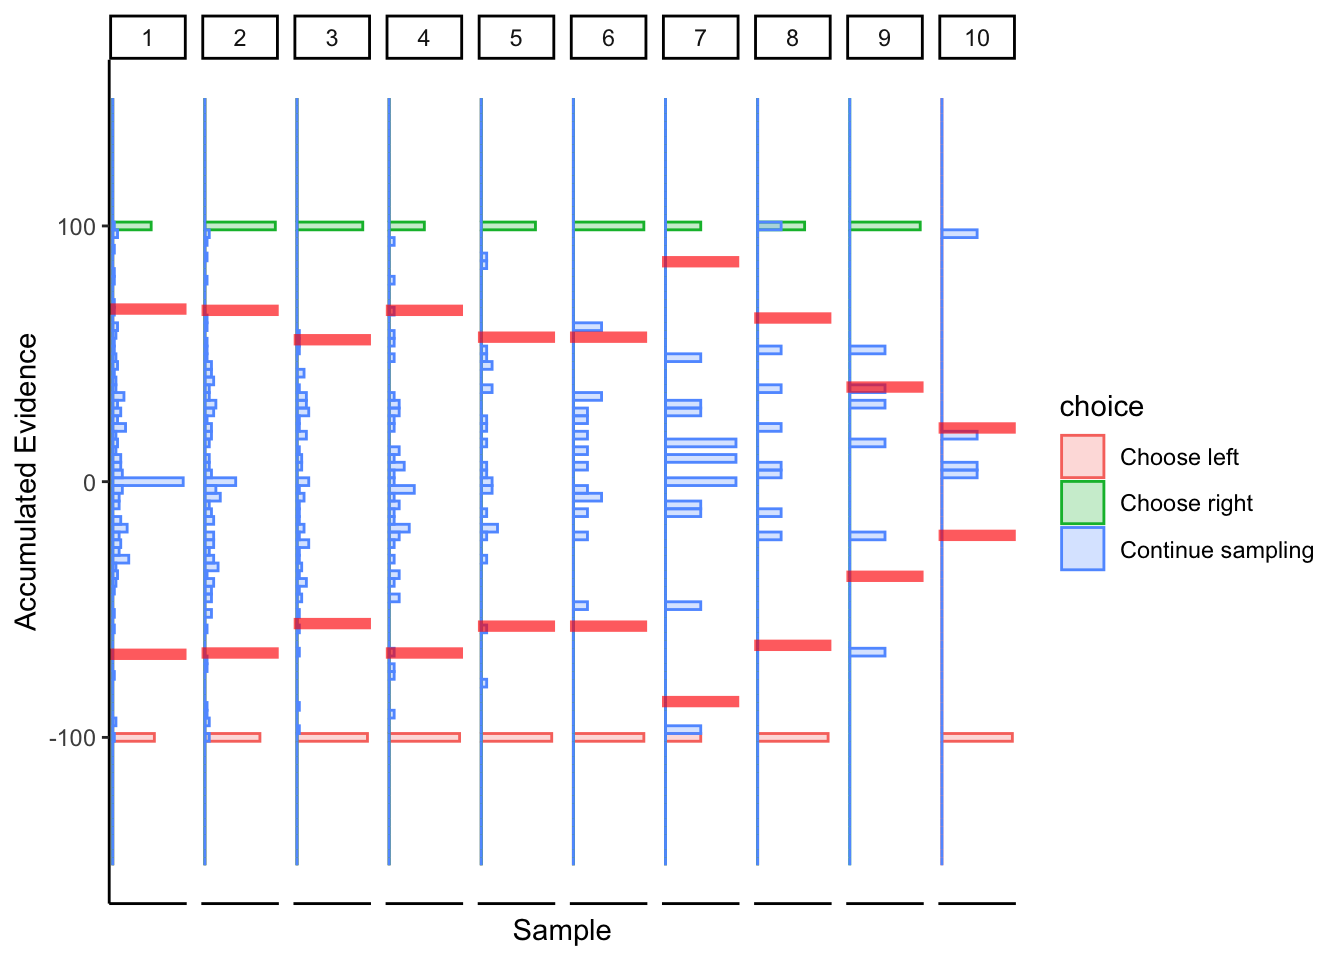 1 2 3 4 5 6 7 8 9 10
100
0
-100
Accumulated Evidence
Sample
choice
Choose left
Choose right
Continue sampling